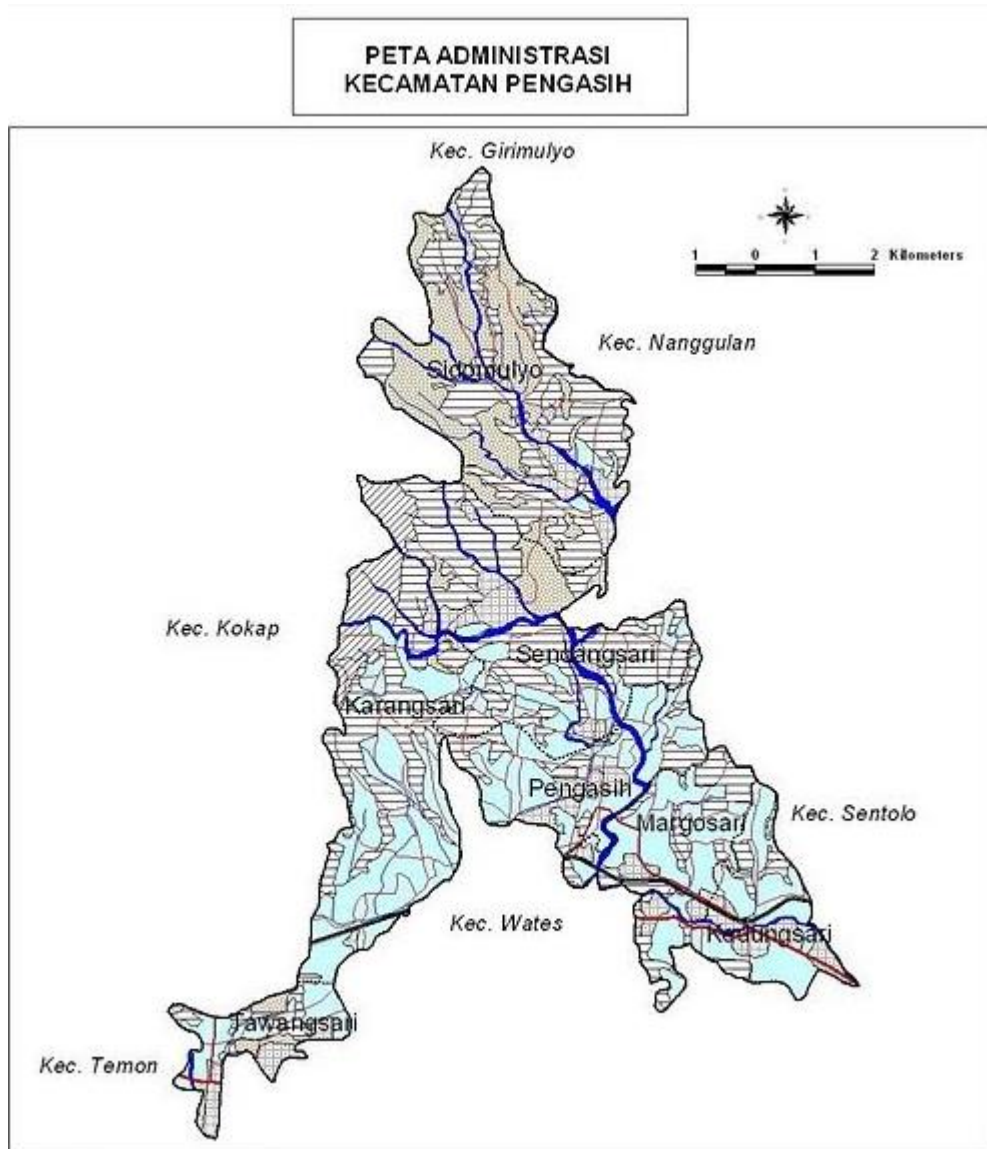 PETA ADMINISTRASI
KECAMATAN PENGASIH
Kec. Girimulyo
1 0 1 2 Kilometers
Kec. Nanggulan
Sidomulyo
Kec. Kokap
Sendangsari
Karangsari
Pengasih
Margosari
Kec. Sentolo
Kec. Wates
Kedungsari
Tawangsari
Kec. Temon